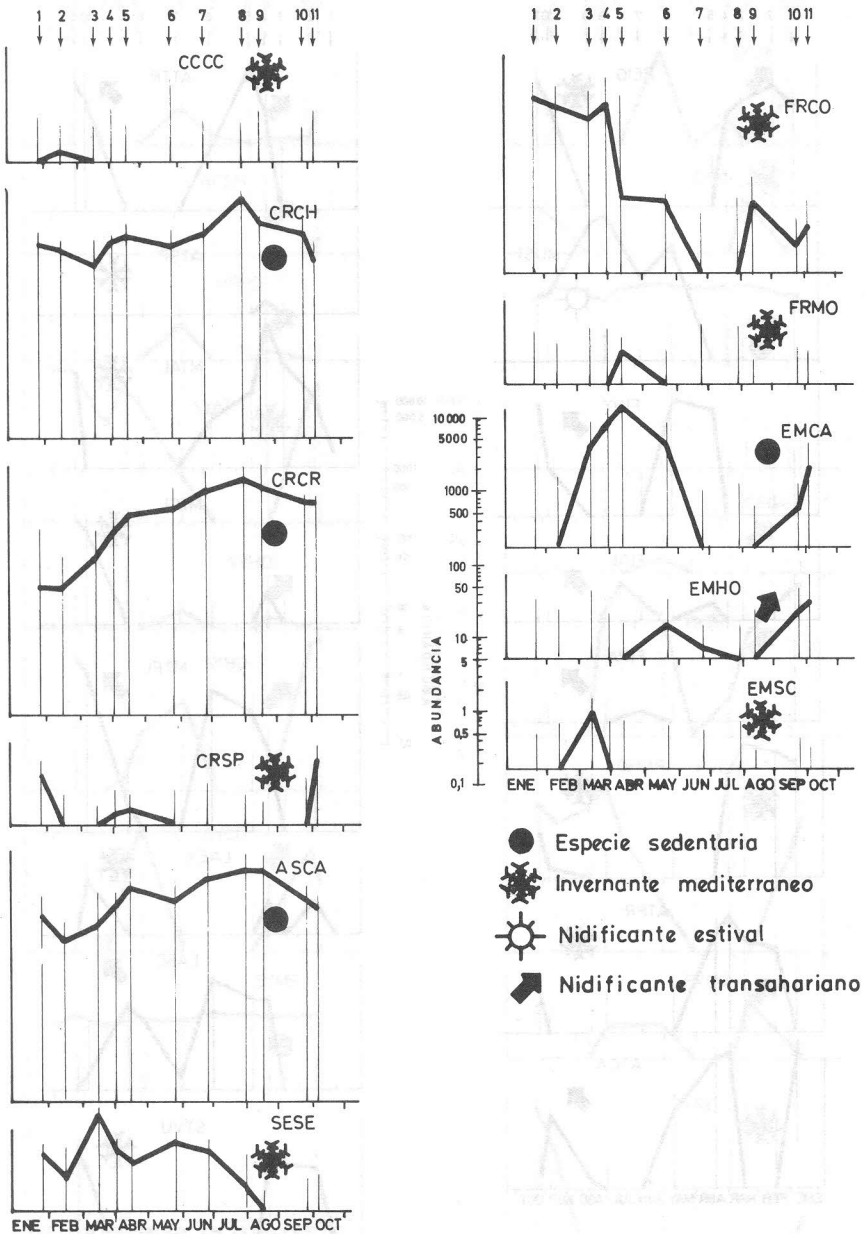 1 2 3 4 5 6 7 8 9 10 11
CCCC
CRCH
CRCR
CRSP
ASCA
SESE
ENE FEB MAR ABR MAY JUN JUL AGO SEP OCT
1 2 3 4 5 6 7 8 9 10 11
FRCO
FRMO
EMCA
EMHO
EMSC
ABUNDANCIA
10 000
5000
1000
500
100
50
10
5
1
0,5
0,1
ENE FEB MAR ABR MAY JUN JUL AGO SEP OCT
Especie sedentaria
Invernante mediterraneo
Nidificante estival
Nidificante transahariano